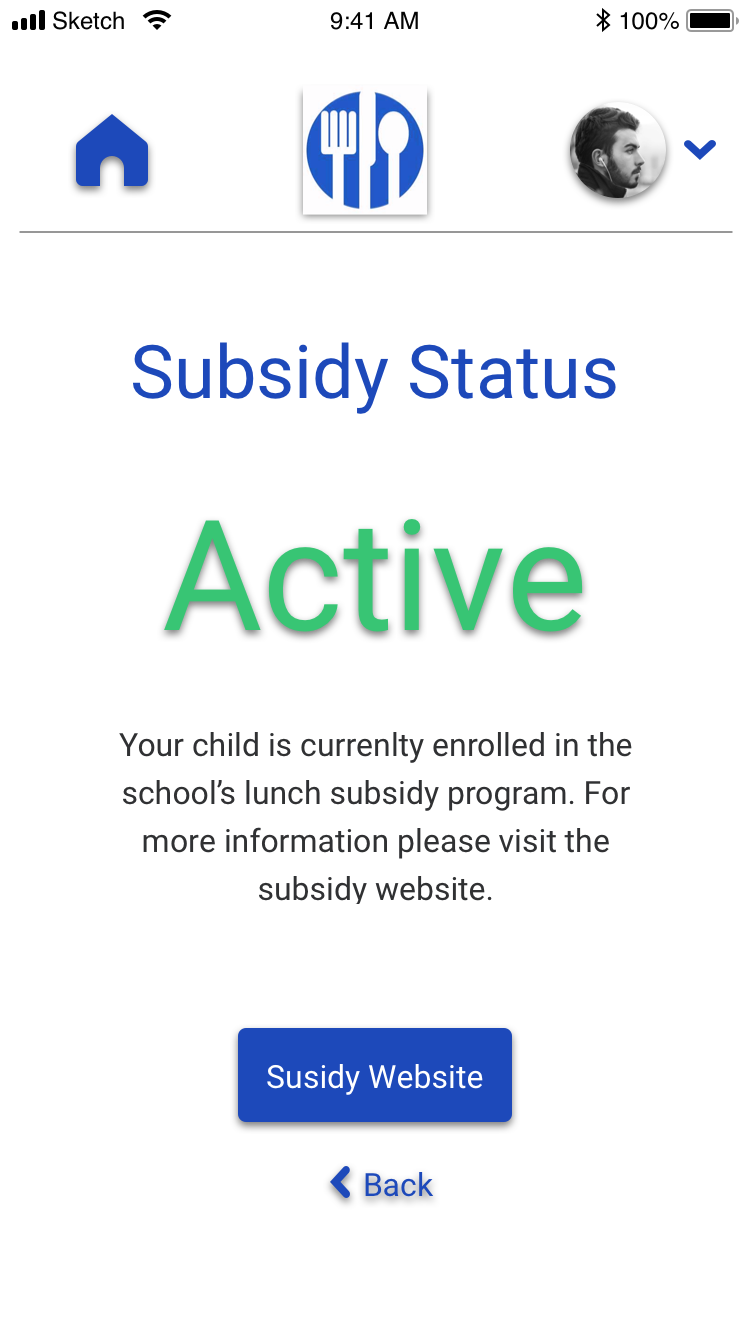 Sketch 9:41 AM 100%
Subsidy Status
Active
Your child is currenlty enrolled in the
school’s lunch subsidy program. For
more information please visit the
subsidy website.
Susidy Website
Back